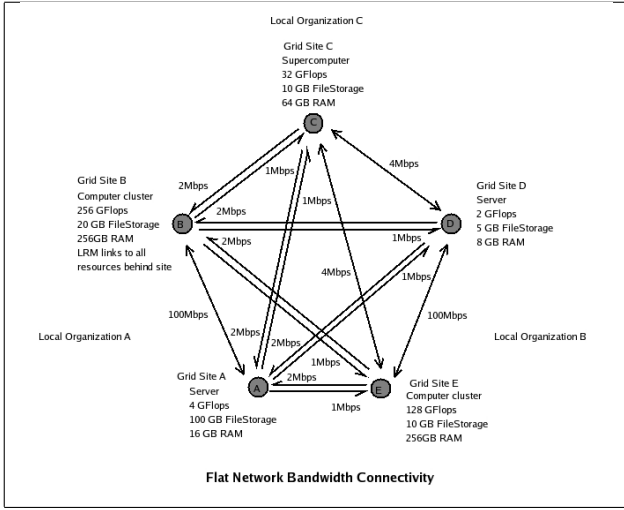 Local Organization C
Grid Site C
Supercomputer
32 GFlops
10 GB FileStorage
64 GB RAM
C
4Mbps
1Mbps
2Mbps
Grid Site B
Computer cluster
256 GFlops
20 GB FileStorage
256GB RAM
LRM links to all
resources behind site
Grid Site D
Server
2 GFlops
5 GB FileStorage
8 GB RAM
1Mbps
2Mbps
B
D
2Mbps
1Mbps
4Mbps
1Mbps
100Mbps
100Mbps
Local Organization A
Local Organization B
2Mbps
2Mbps
1Mbps
Grid Site A
Server
4 GFlops
100 GB FileStorage
16 GB RAM
A
2Mbps
E
1Mbps
Grid Site E
Computer cluster
128 GFlops
10 GB FileStorage
256GB RAM
Flat Network Bandwidth Connectivity